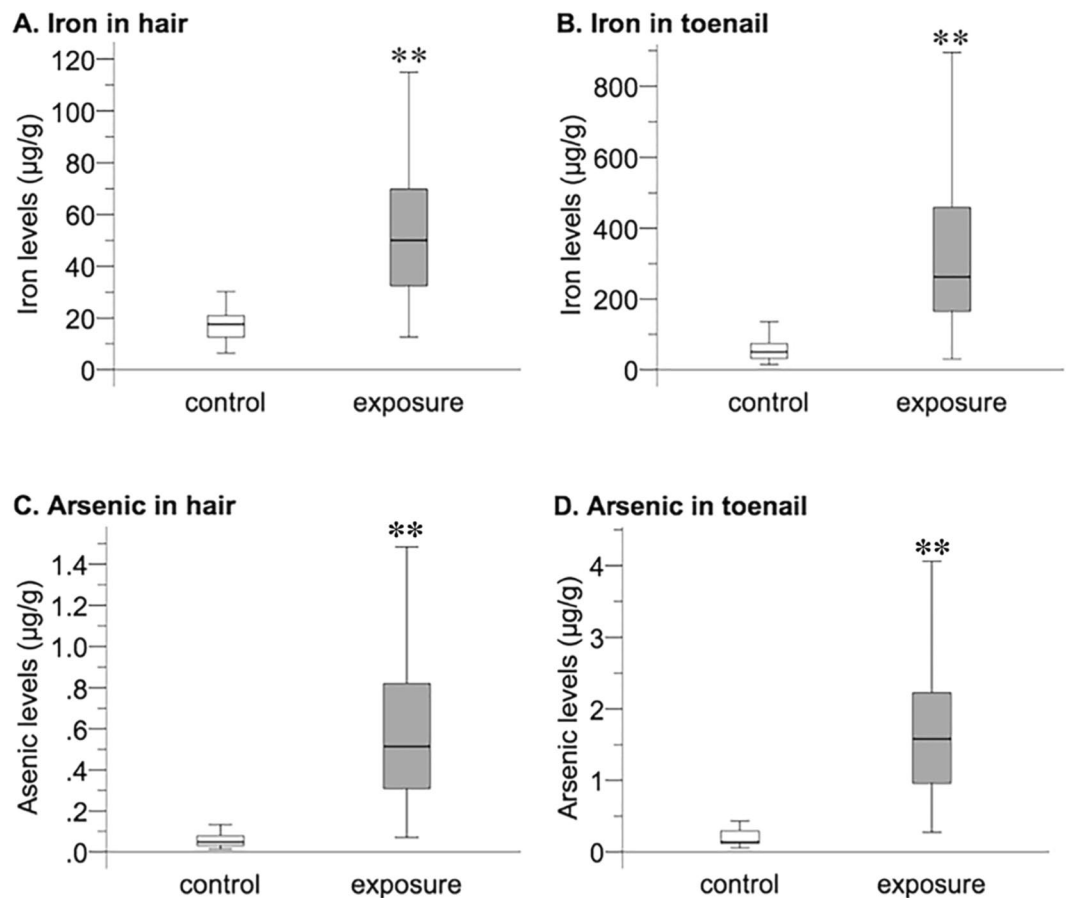 A. Iron in hair
**
Iron levels (µg/g)
120
100
80
60
40
20
0
control exposure
B. Iron in toenail
**
Iron levels (µg/g)
800
600
400
200
0
control exposure
C. Arsenic in hair
**
Asenic levels (µg/g)
1.4
1.2
1.0
.8
.6
.4
.2
.0
control exposure
D. Arsenic in toenail
**
Arsenic levels (µg/g)
4
3
2
1
0
control exposure